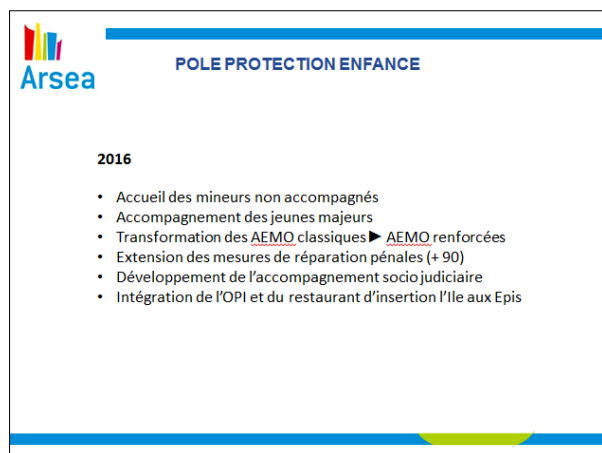 Arsea
POLE PROTECTION ENFANCE
2016
• Accueil des mineurs non accompagnés
• Accompagnement des jeunes majeurs
• Transformation des AEMO classiques ► AEMO renforcées
• Extension des mesures de réparation pénales (+ 90)
• Développement de l'accompagnement socio judiciaire
• Intégration de l'OPI et du restaurant d'insertion l'Ile aux Epis